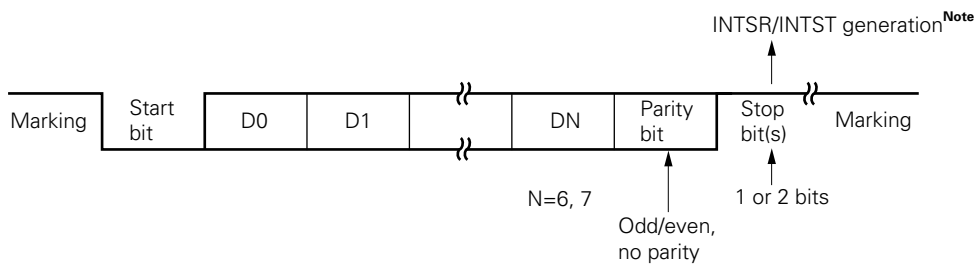 INTSR/INTST generation Note
Marking
Start
bit
D0
D1
DN
Parity
bit
Stop
bit(s)
Marking
N=6, 7
1 or 2 bits
Odd/even,
no parity